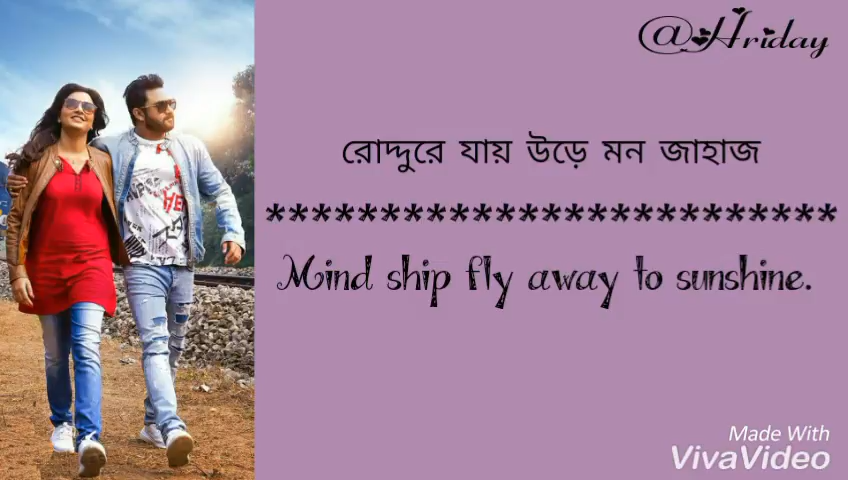 @Hriday
রোদ্দুরে যায় উড়ে মন জাহাজ
*************************
Mind ship fly away to sunshine.
Made With
VivaVideo